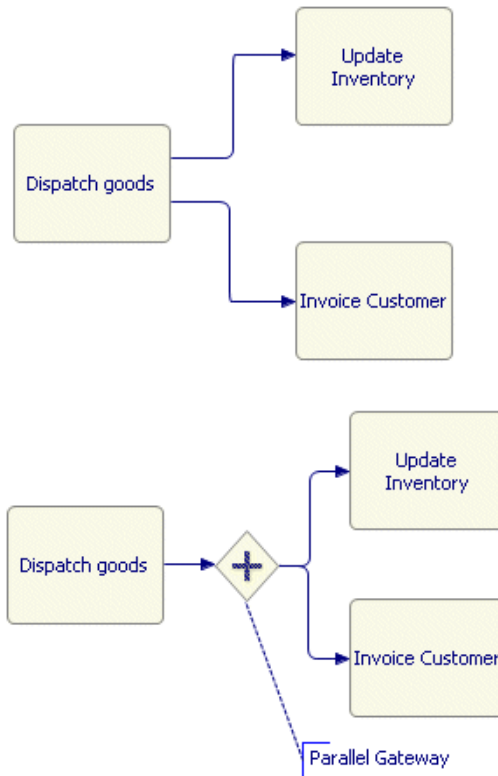 Update
Inventory
Dispatch goods
Invoice Customer
Update
Inventory
Dispatch goods
Invoice Customer
Parallel Gateway